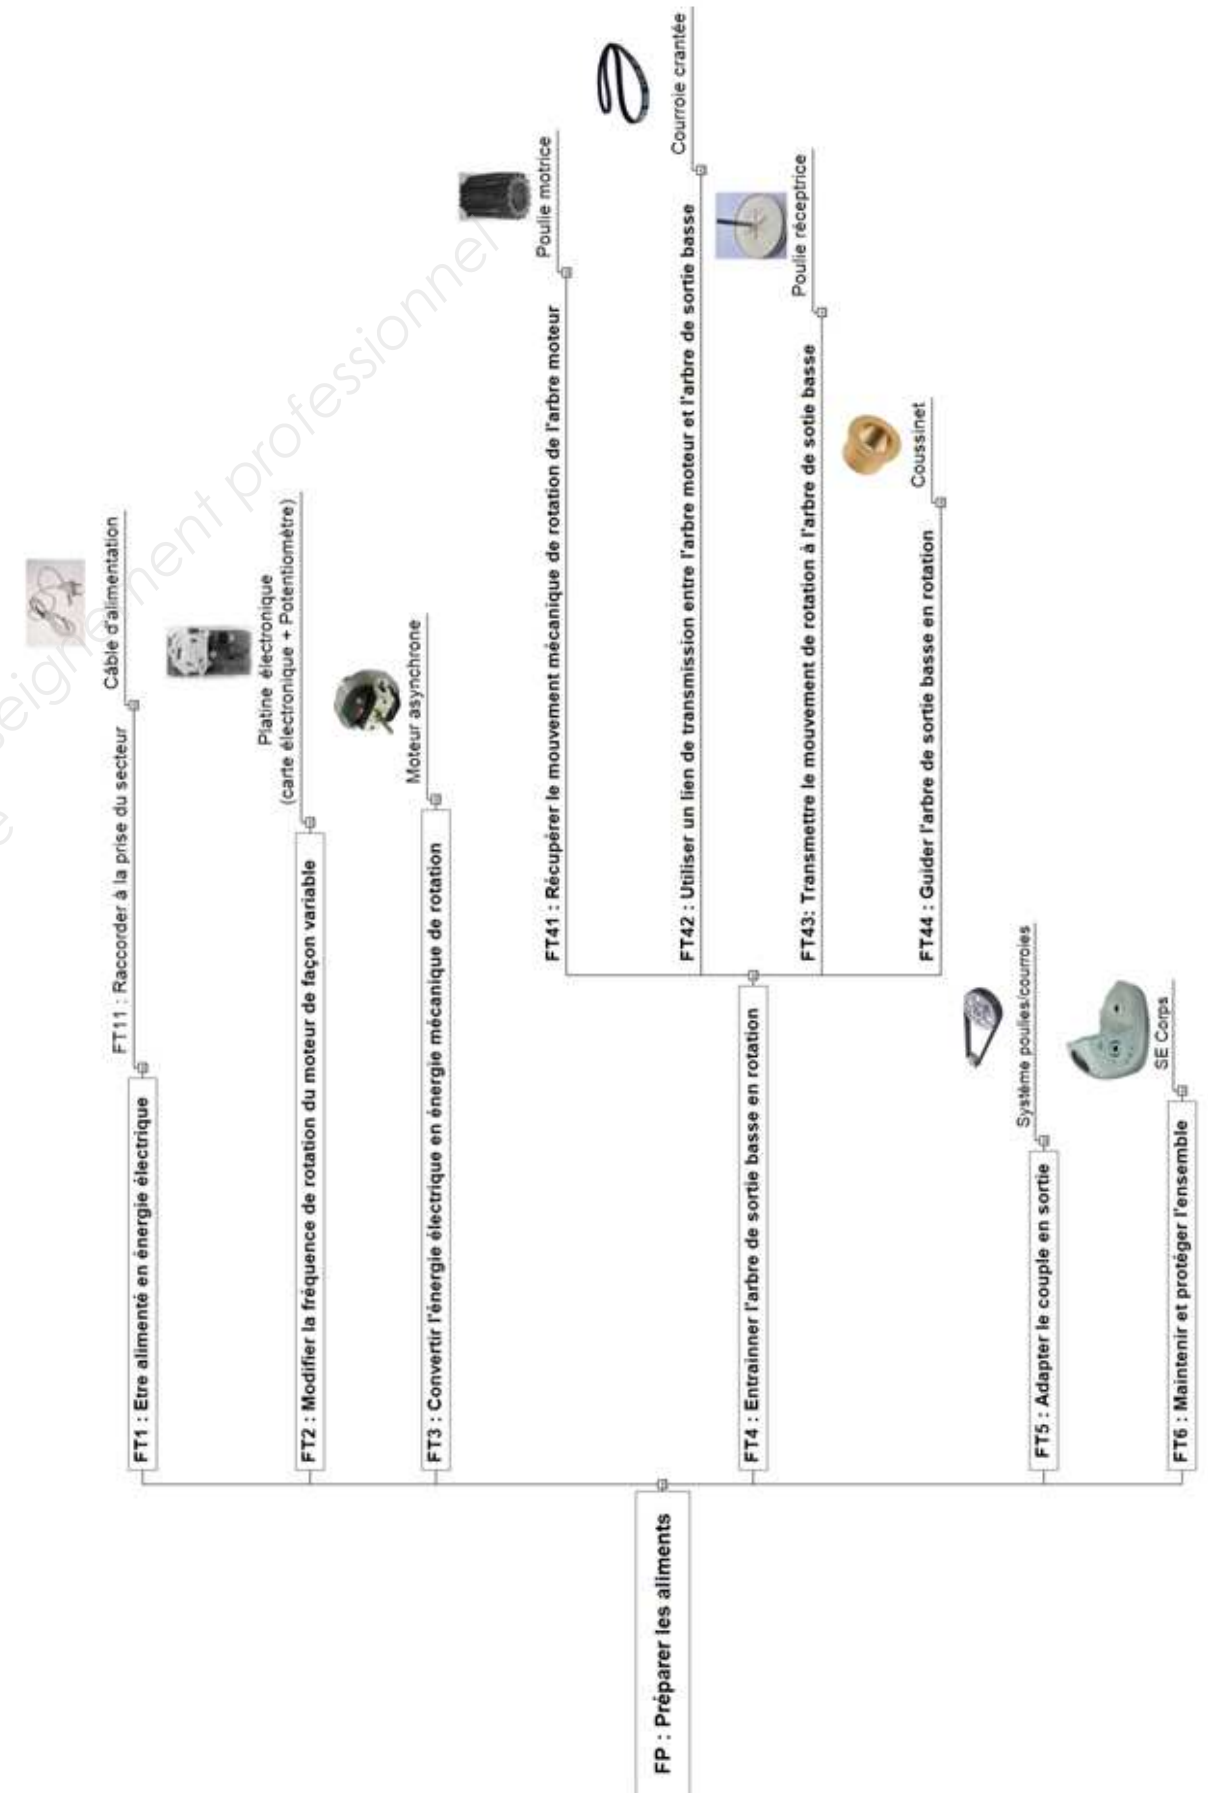 FP : Préparer les aliments
FT1 : Etre alimenté en énergie électrique
FT11 : Raccorder à la prise du secteur
Câble d'alimentation
FT2 : Modifier la fréquence de rotation du moteur de façon variable
Platine électronique
(carte électronique + Potentiomètre)
FT3 : Convertir l'énergie électrique en énergie mécanique de rotation
Moteur asynchrone
FT4 : Entrainner l'arbre de sortie basse en rotation
FT41 : Récupérer le mouvement mécanique de rotation de l'arbre moteur
Poulie motrice
FT42 : Utiliser un lien de transmission entre l'arbre moteur et l'arbre de sortie basse
Courroie crantée
FT43: Transmettre le mouvement de rotation à l'arbre de sotie basse
Poulie réceptrice
FT44 : Guider l'arbre de sortie basse en rotation
Coussinet
FT5 : Adapter le couple en sortie
Système poulies/courroies
FT6 : Maintenir et protéger l'ensemble
SE Corps
seignement professionnel